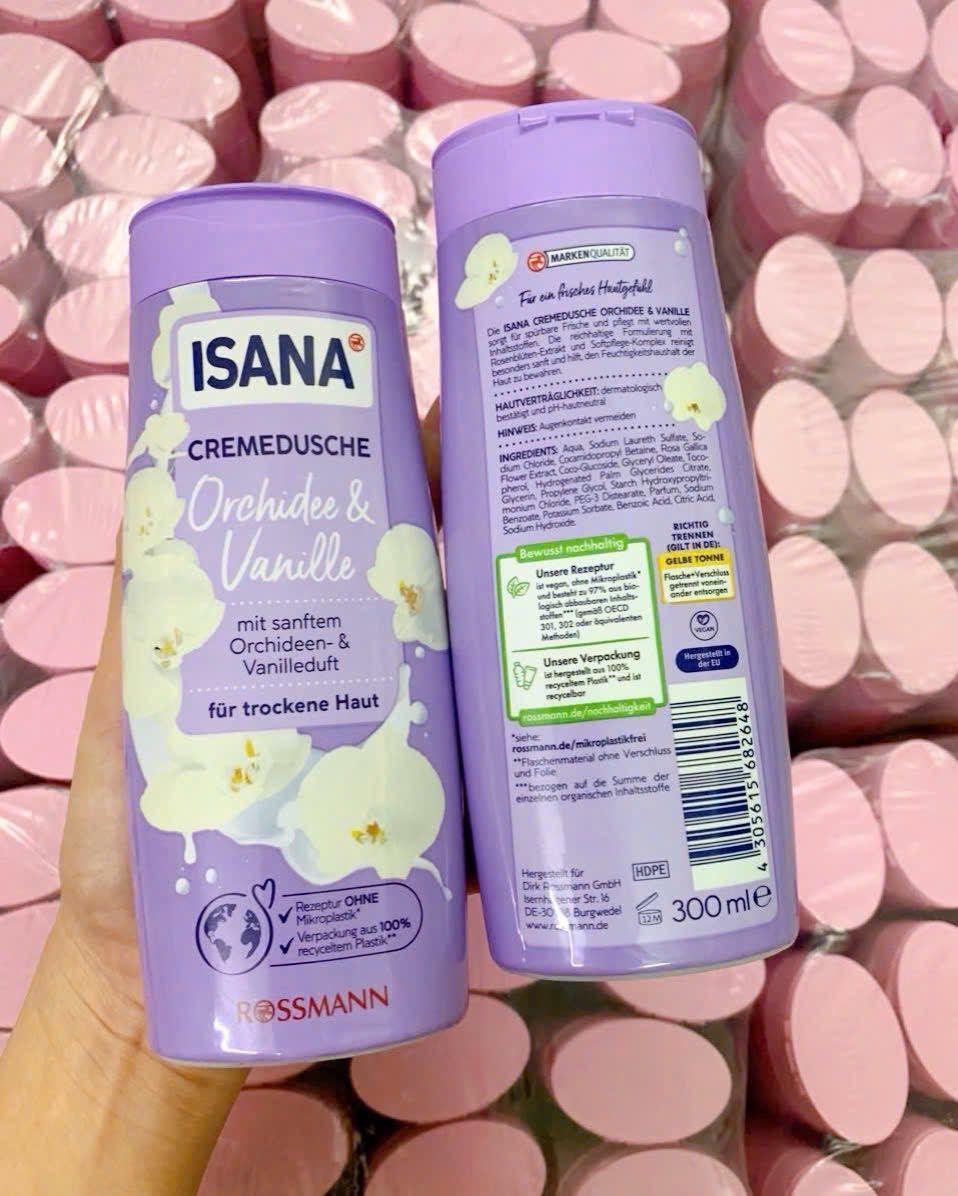 ISANA
CREMEDUSCHE
Orchidee &
Vanille
mit sanftem
Orchideen- &
Vanilleduft
für trockene Haut
Rezeptur OHNE
Mikroplastik*
Verpackung aus 100%
recyceltem Plastik**
ROSSMANN
MARKENQUALITÄT
Für ein frisches Hautgefühl
Die ISANA CREMEDUSCHE ORCHIDEE & VANILLE
sorgt für spürbare Frische und pflegt mit wertvollen
Inhaltsstoffen. Die reichhaltige Formulierung mit
Rosenblüten-Extrakt und Softpflege-Komplex reinigt
besonders sanft und hilft, den Feuchtigkeitshaushalt der
Haut zu bewahren.
HAUTVERTRÄGLICHKEIT: dermatologisch
bestätigt und pH-hautneutral
HINWEIS: Augenkontakt vermeiden
INGREDIENTS: Aqua, Sodium Laureth Sulfate, So-
dium Chloride, Cocamidopropyl Betaine, Rosa Gallica
Flower Extract, Coco-Glucoside, Glyceryl Oleate, Toco-
pherol, Hydrogenated Palm Glycerides Citrate,
Glycerin, Propylene Glycol, Starch Hydroxypropyltri-
monium Chloride, PEG-3 Distearate, Parfum, Sodium
Benzoate, Potassium Sorbate, Benzoic Acid, Citric Acid,
Sodium Hydroxide.
Bewusst nachhaltig
Unsere Rezeptur
ist vegan, ohne Mikroplastik*
und besteht zu 97% aus bio-
logisch abbaubaren Inhalts-
stoffen*** (gemäß OECD
301, 302 oder äquivalenten
Methoden)
Unsere Verpackung
ist hergestellt aus 100%
recyceltem Plastik** und ist
recycelbar
rossmann.de/nachhaltigkeit
RICHTIG
TRENNEN
(GILT IN DE):
GELBE TONNE
Flasche+Verschluss
getrennt vonein-
ander entsorgen
VEGAN
Hergestellt in
der EU
*siehe:
rossmann.de/mikroplastikfrei
**Flaschenmaterial ohne Verschluss
und Folie
***bezogen auf die Summe der
einzelnen organischen Inhaltsstoffe
4 305615 682648
Hergestellt für
Dirk Rossmann GmbH
Isernhagener Str. 16
Burgwedel
HDPE
12 M
300 ml e